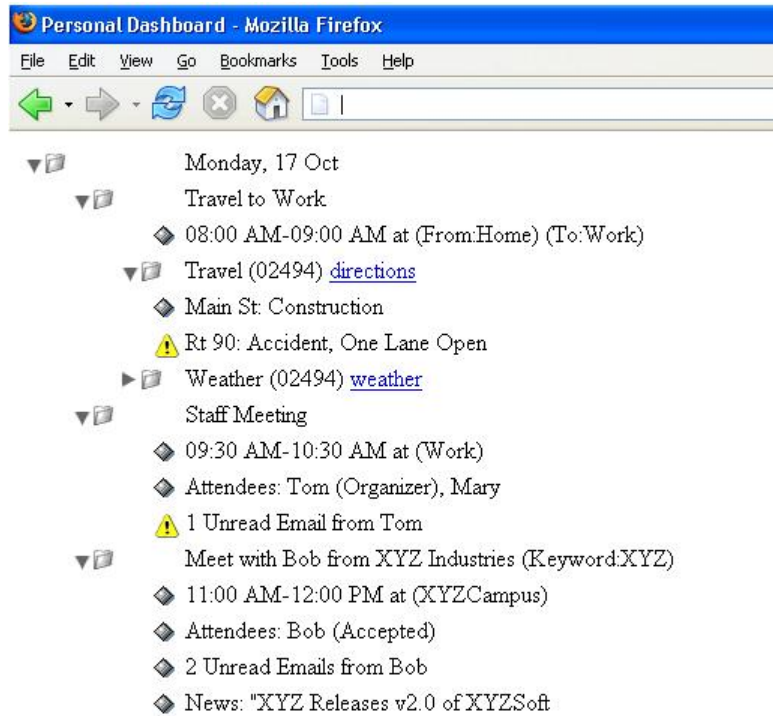 Personal Dashboard - Mozilla Firefox
File Edit View Go Bookmarks Tools Help
Monday, 17 Oct
Travel to Work
08:00 AM-09:00 AM at (From:Home) (To:Work)
Travel (02494) directions
Main St: Construction
Rt 90: Accident, One Lane Open
Weather (02494) weather
Staff Meeting
09:30 AM-10:30 AM at (Work)
Attendees: Tom (Organizer), Mary
1 Unread Email from Tom
Meet with Bob from XYZ Industries (Keyword:XYZ)
11:00 AM-12:00 PM at (XYZCampus)
Attendees: Bob (Accepted)
2 Unread Emails from Bob
News: "XYZ Releases v2.0 of XYZSoft